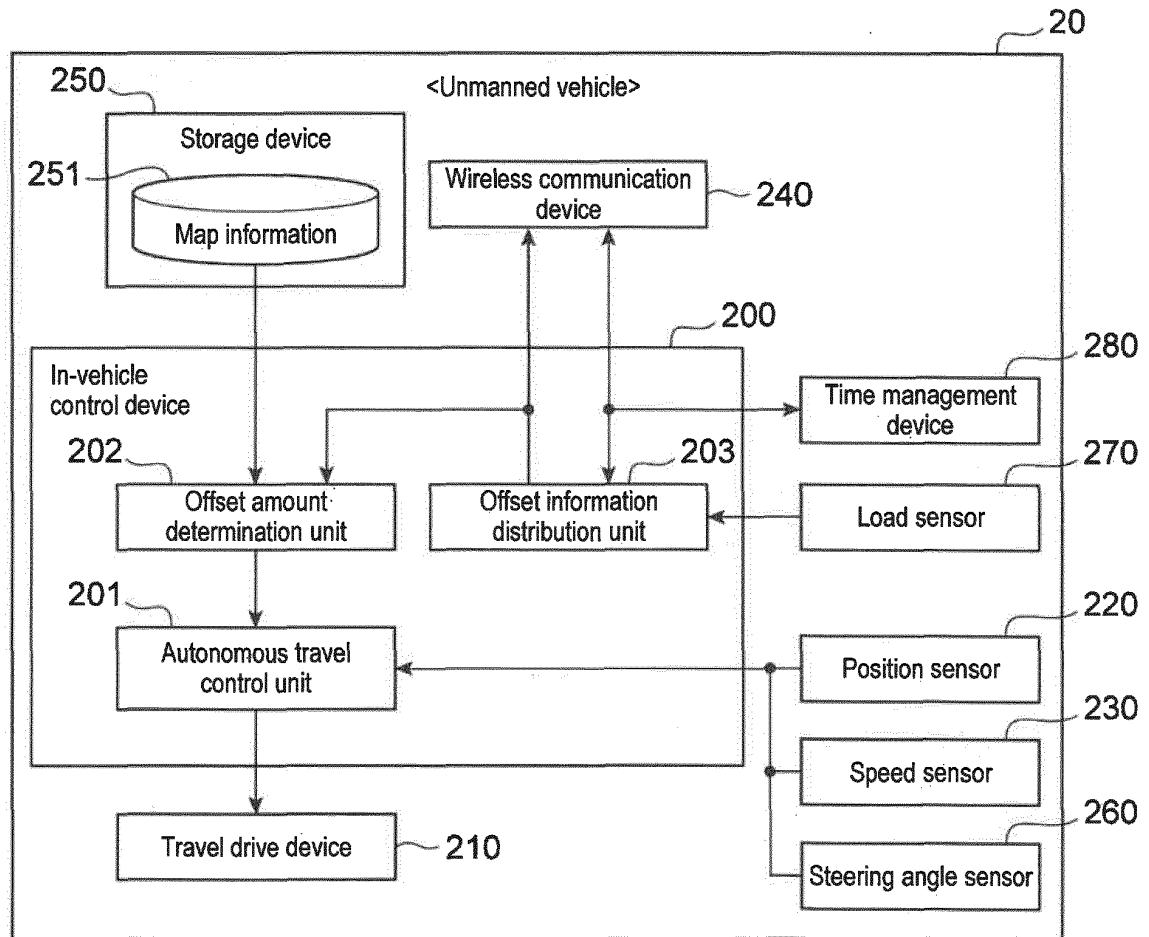 20
<Unmanned vehicle>
250
Storage device
251
Map information
Wireless communication
device
240
200
In-vehicle
control device
280
Time management
device
202
Offset amount
determination unit
203
Offset information
distribution unit
270
Load sensor
201
Autonomous travel
control unit
220
Position sensor
230
Speed sensor
Travel drive device
210
260
Steering angle sensor